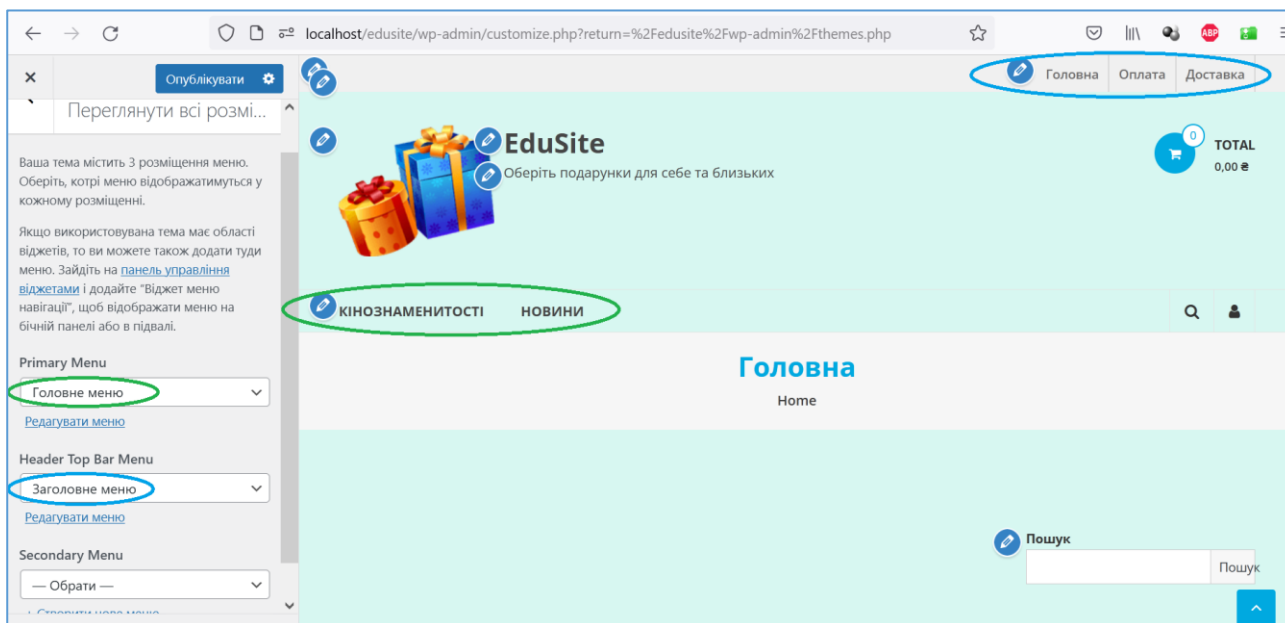 localhost/edusite/wp-admin/customize.php?return=%2Fedusite%2Fwp-admin%2Fthemes.php
ABP
Опублікувати
Переглянути всі розмі...
Ваша тема містить 3 розміщення меню.
Оберіть, котрі меню відображатимуться у
кожному розміщенні.
Якщо використовувана тема має області
віджетів, то ви можете також додати туди
меню. Зайдіть на панель управління
віджетами і додайте "Віджет меню
навігації", щоб відображати меню на
бічній панелі або в підвалі.
Primary Menu
Головне меню
Редагувати меню
Header Top Bar Menu
Заголовне меню
Редагувати меню
Secondary Menu
— Обрати —
+ Створити нове меню
Головна Оплата Доставка
EduSite
Оберіть подарунки для себе та близьких
0
TOTAL
0,00 ₴
КІНОЗНАМЕНИТОСТІ НОВИНИ
Головна
Home
Пошук
Пошук